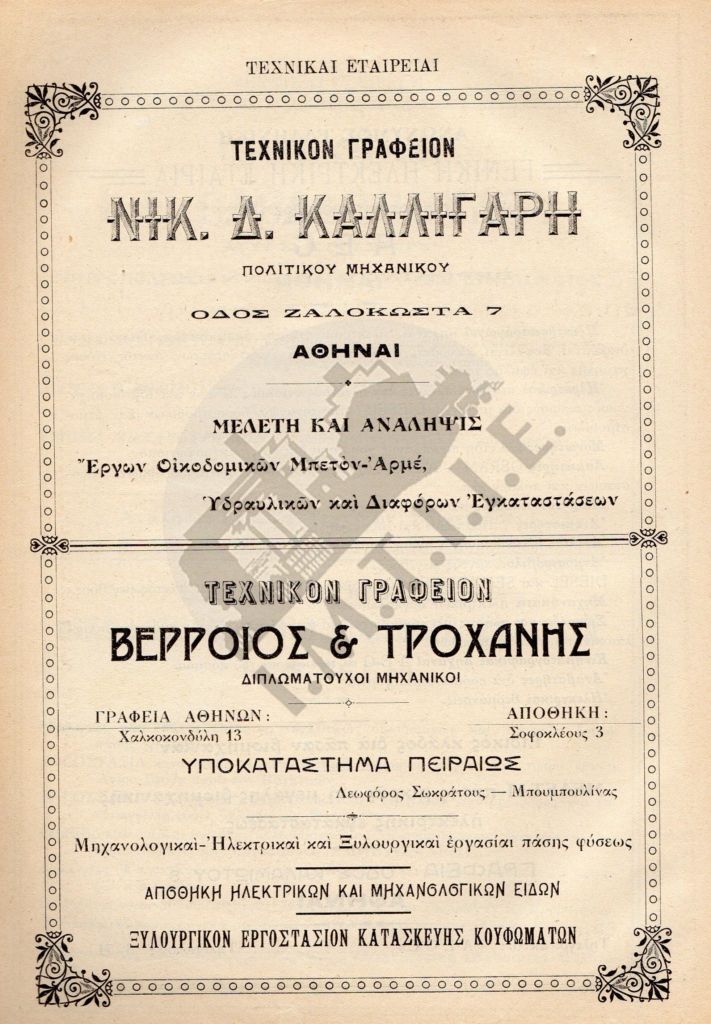 ΤΕΧΝΙΚΑΙ ΕΤΑΙΡΕΙΑΙ
ΤΕΧΝΙΚΟΝ ΓΡΑΦΕΙΟΝ
ΝΙΚ. Δ. ΚΑΛΛΙΓΑΡΗ
ΠΟΛΙΤΙΚΟΥ ΜΗΧΑΝΙΚΟΥ
ΟΔΟΣ ΖΑΛΟΚΩΣΤΑ 7
ΑΘΗΝΑΙ
ΜΕΛΕΤΗ ΚΑΙ ΑΝΑΛΗΨΙΣ
Ἔργων Οἰκοδομικῶν Μπετὸν-Ἀρμέ,
Ὑδραυλικῶν καὶ Διαφόρων Ἐγκαταστάσεων
I.M.T.I.I.E.
ΤΕΧΝΙΚΟΝ ΓΡΑΦΕΙΟΝ
ΒΕΡΡΟΙΟΣ & ΤΡΟΧΑΝΗΣ
ΔΙΠΛΩΜΑΤΟΥΧΟΙ ΜΗΧΑΝΙΚΟΙ
ΓΡΑΦΕΙΑ ΑΘΗΝΩΝ: ΑΠΟΘΗΚΗ:
Χαλκοκονδύλη 13 Σοφοκλέους 3
ΥΠΟΚΑΤΑΣΤΗΜΑ ΠΕΙΡΑΙΩΣ
Λεωφόρος Σωκράτους — Μπουμπουλίνας
Μηχανολογικαὶ-Ἠλεκτρικαὶ καὶ Ξυλουργικαὶ ἐργασίαι πάσης φύσεως
ΑΠΟΘΗΚΗ ΗΛΕΚΤΡΙΚΩΝ ΚΑΙ ΜΗΧΑΝΟΛΟΓΙΚΩΝ ΕΙΔΩΝ
ΞΥΛΟΥΡΓΙΚΟΝ ΕΡΓΟΣΤΑΣΙΟΝ ΚΑΤΑΣΚΕΥΗΣ ΚΟΥΦΩΜΑΤΩΝ